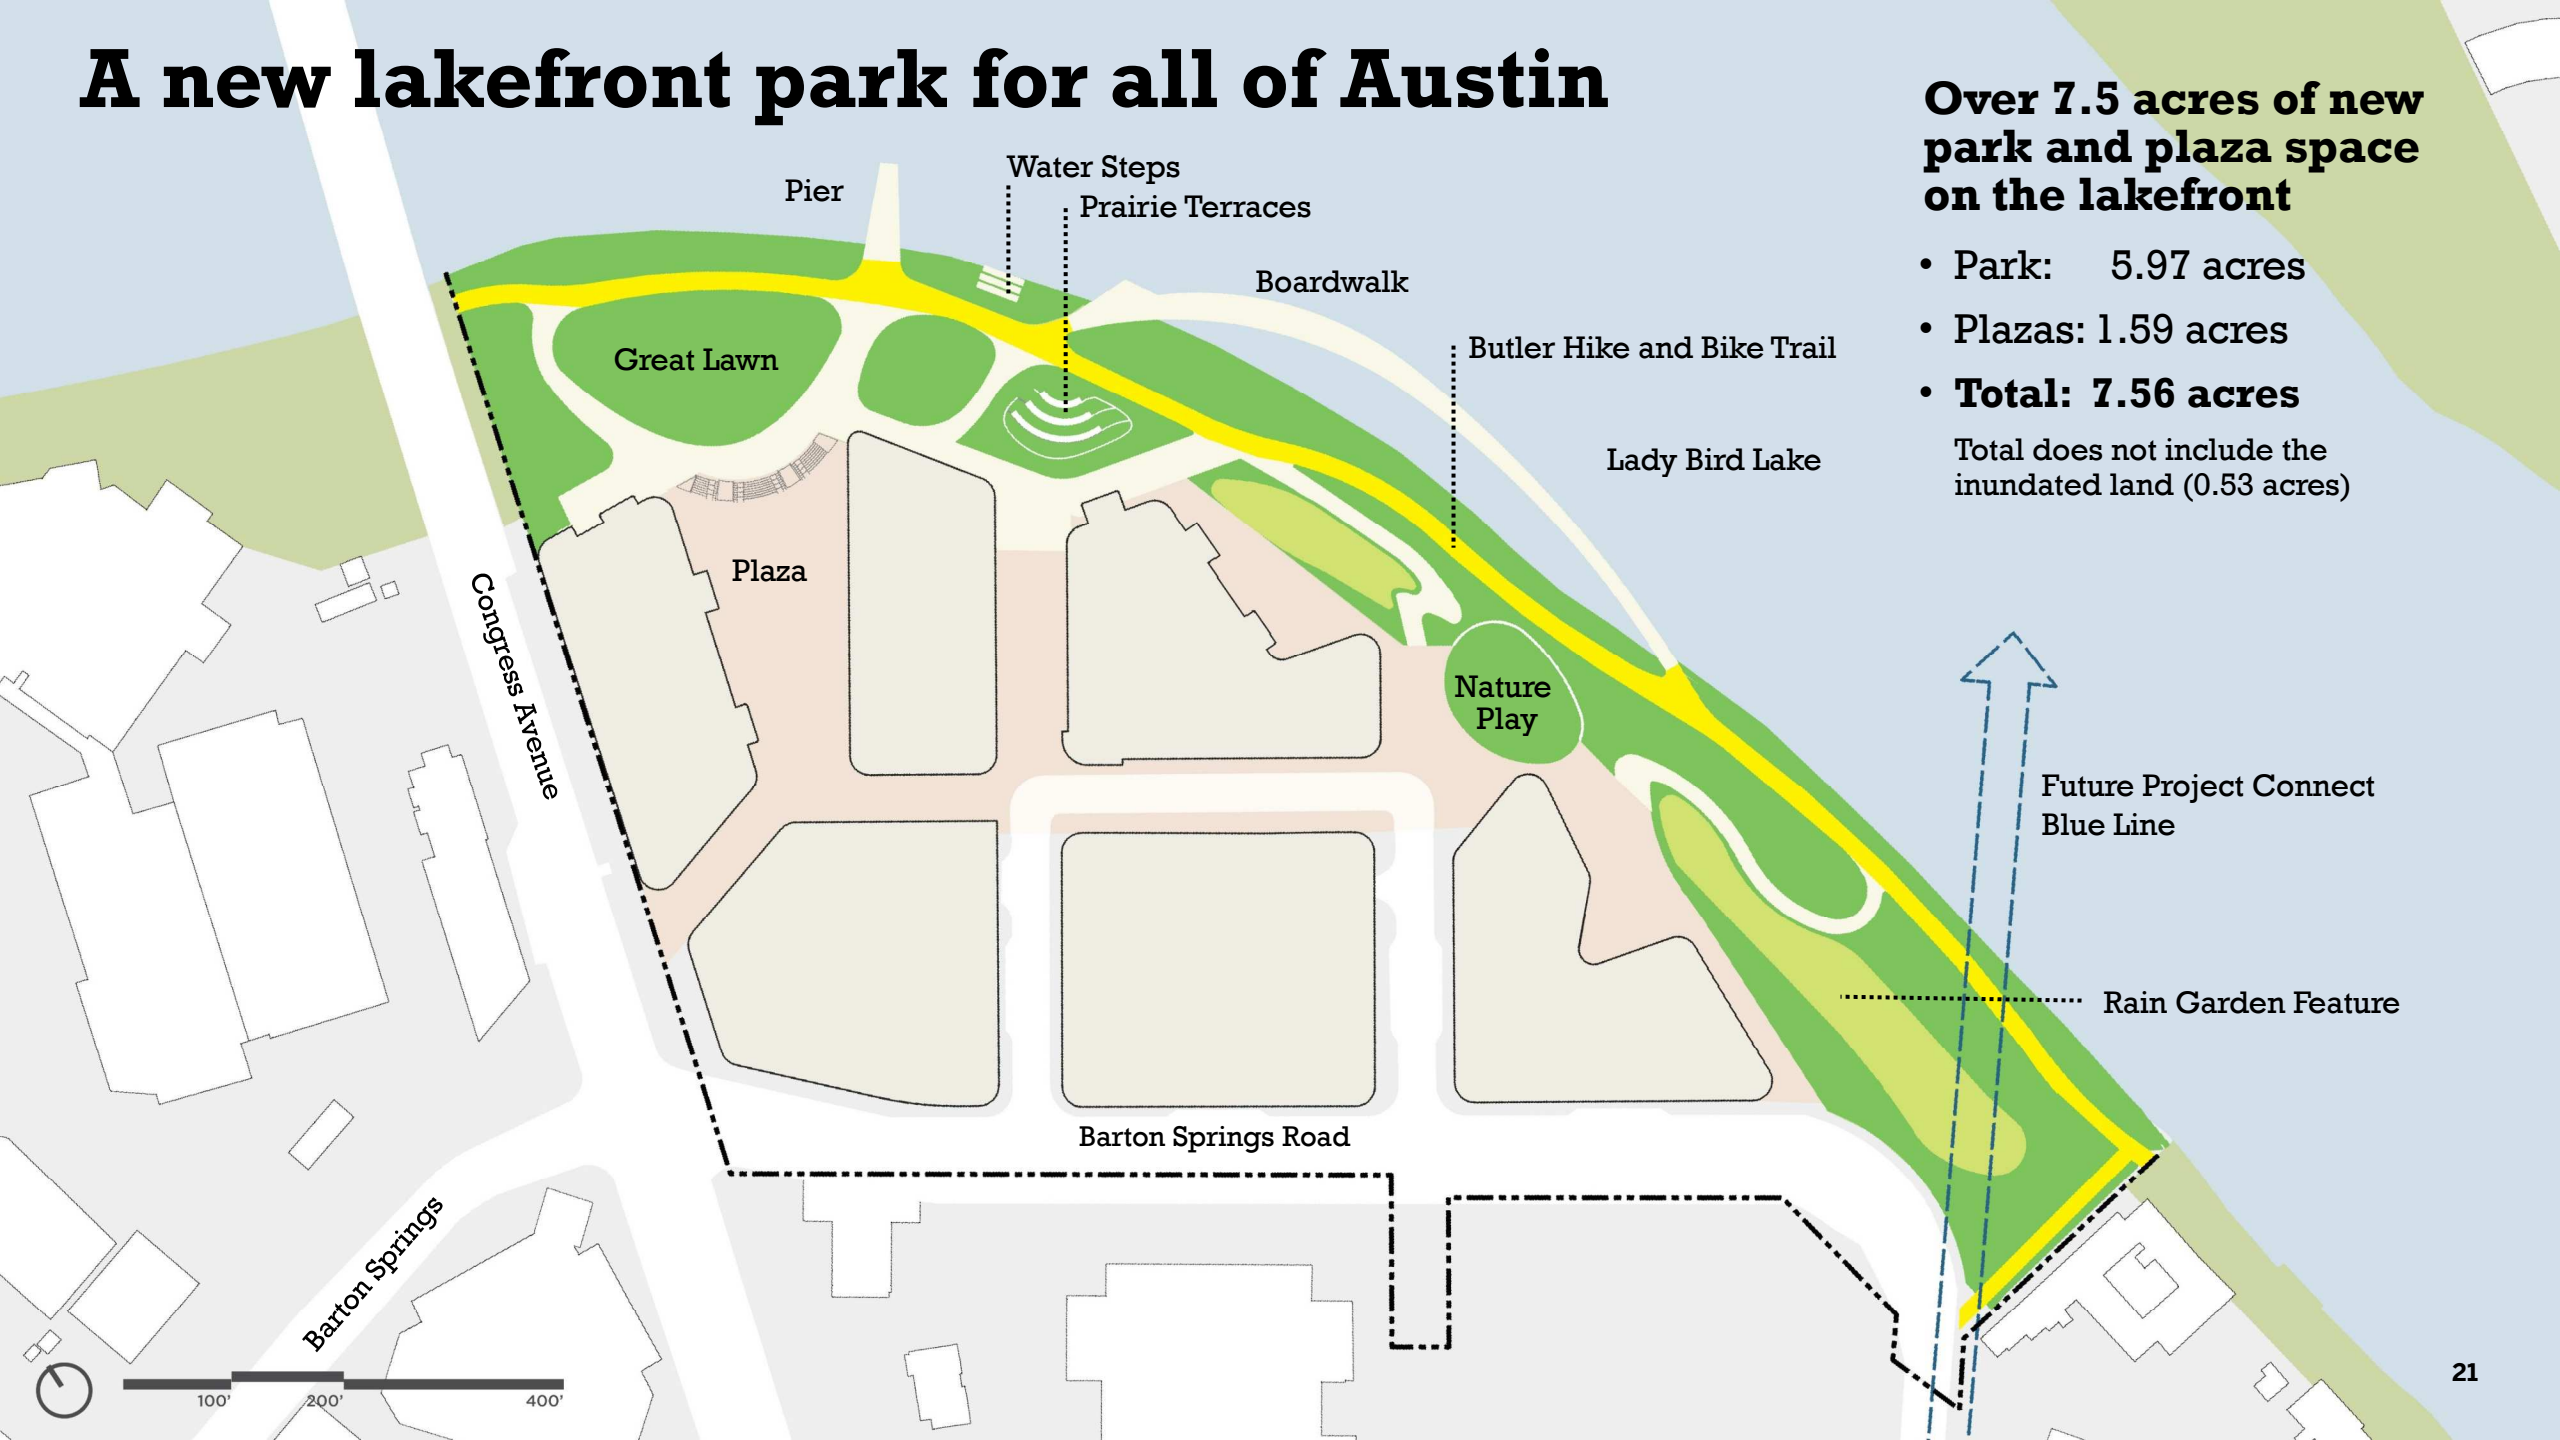 A new lakefront park for all of Austin
Over 7.5 acres of new
park and plaza space
on the lakefront
• Park: 5.97 acres
• Plazas: 1.59 acres
• Total: 7.56 acres
Total does not include the
inundated land (0.53 acres)
Water Steps
Pier
Prairie Terraces
Boardwalk
Butler Hike and Bike Trail
Great Lawn
Lady Bird Lake
Plaza
Congress Avenue
Nature
Play
Future Project Connect
Blue Line
Rain Garden Feature
Barton Springs Road
Barton Springs
100' 200' 400'
21